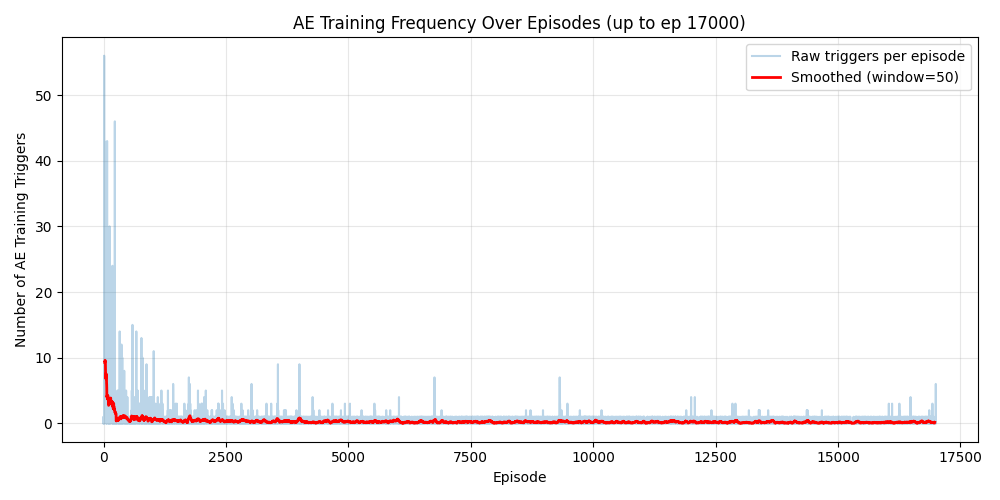 AE Training Frequency Over Episodes (up to ep 17000)
Raw triggers per episode
Smoothed (window=50)
Number of AE Training Triggers
50
40
30
20
10
0
0 2500 5000 7500 10000 12500 15000 17500
Episode